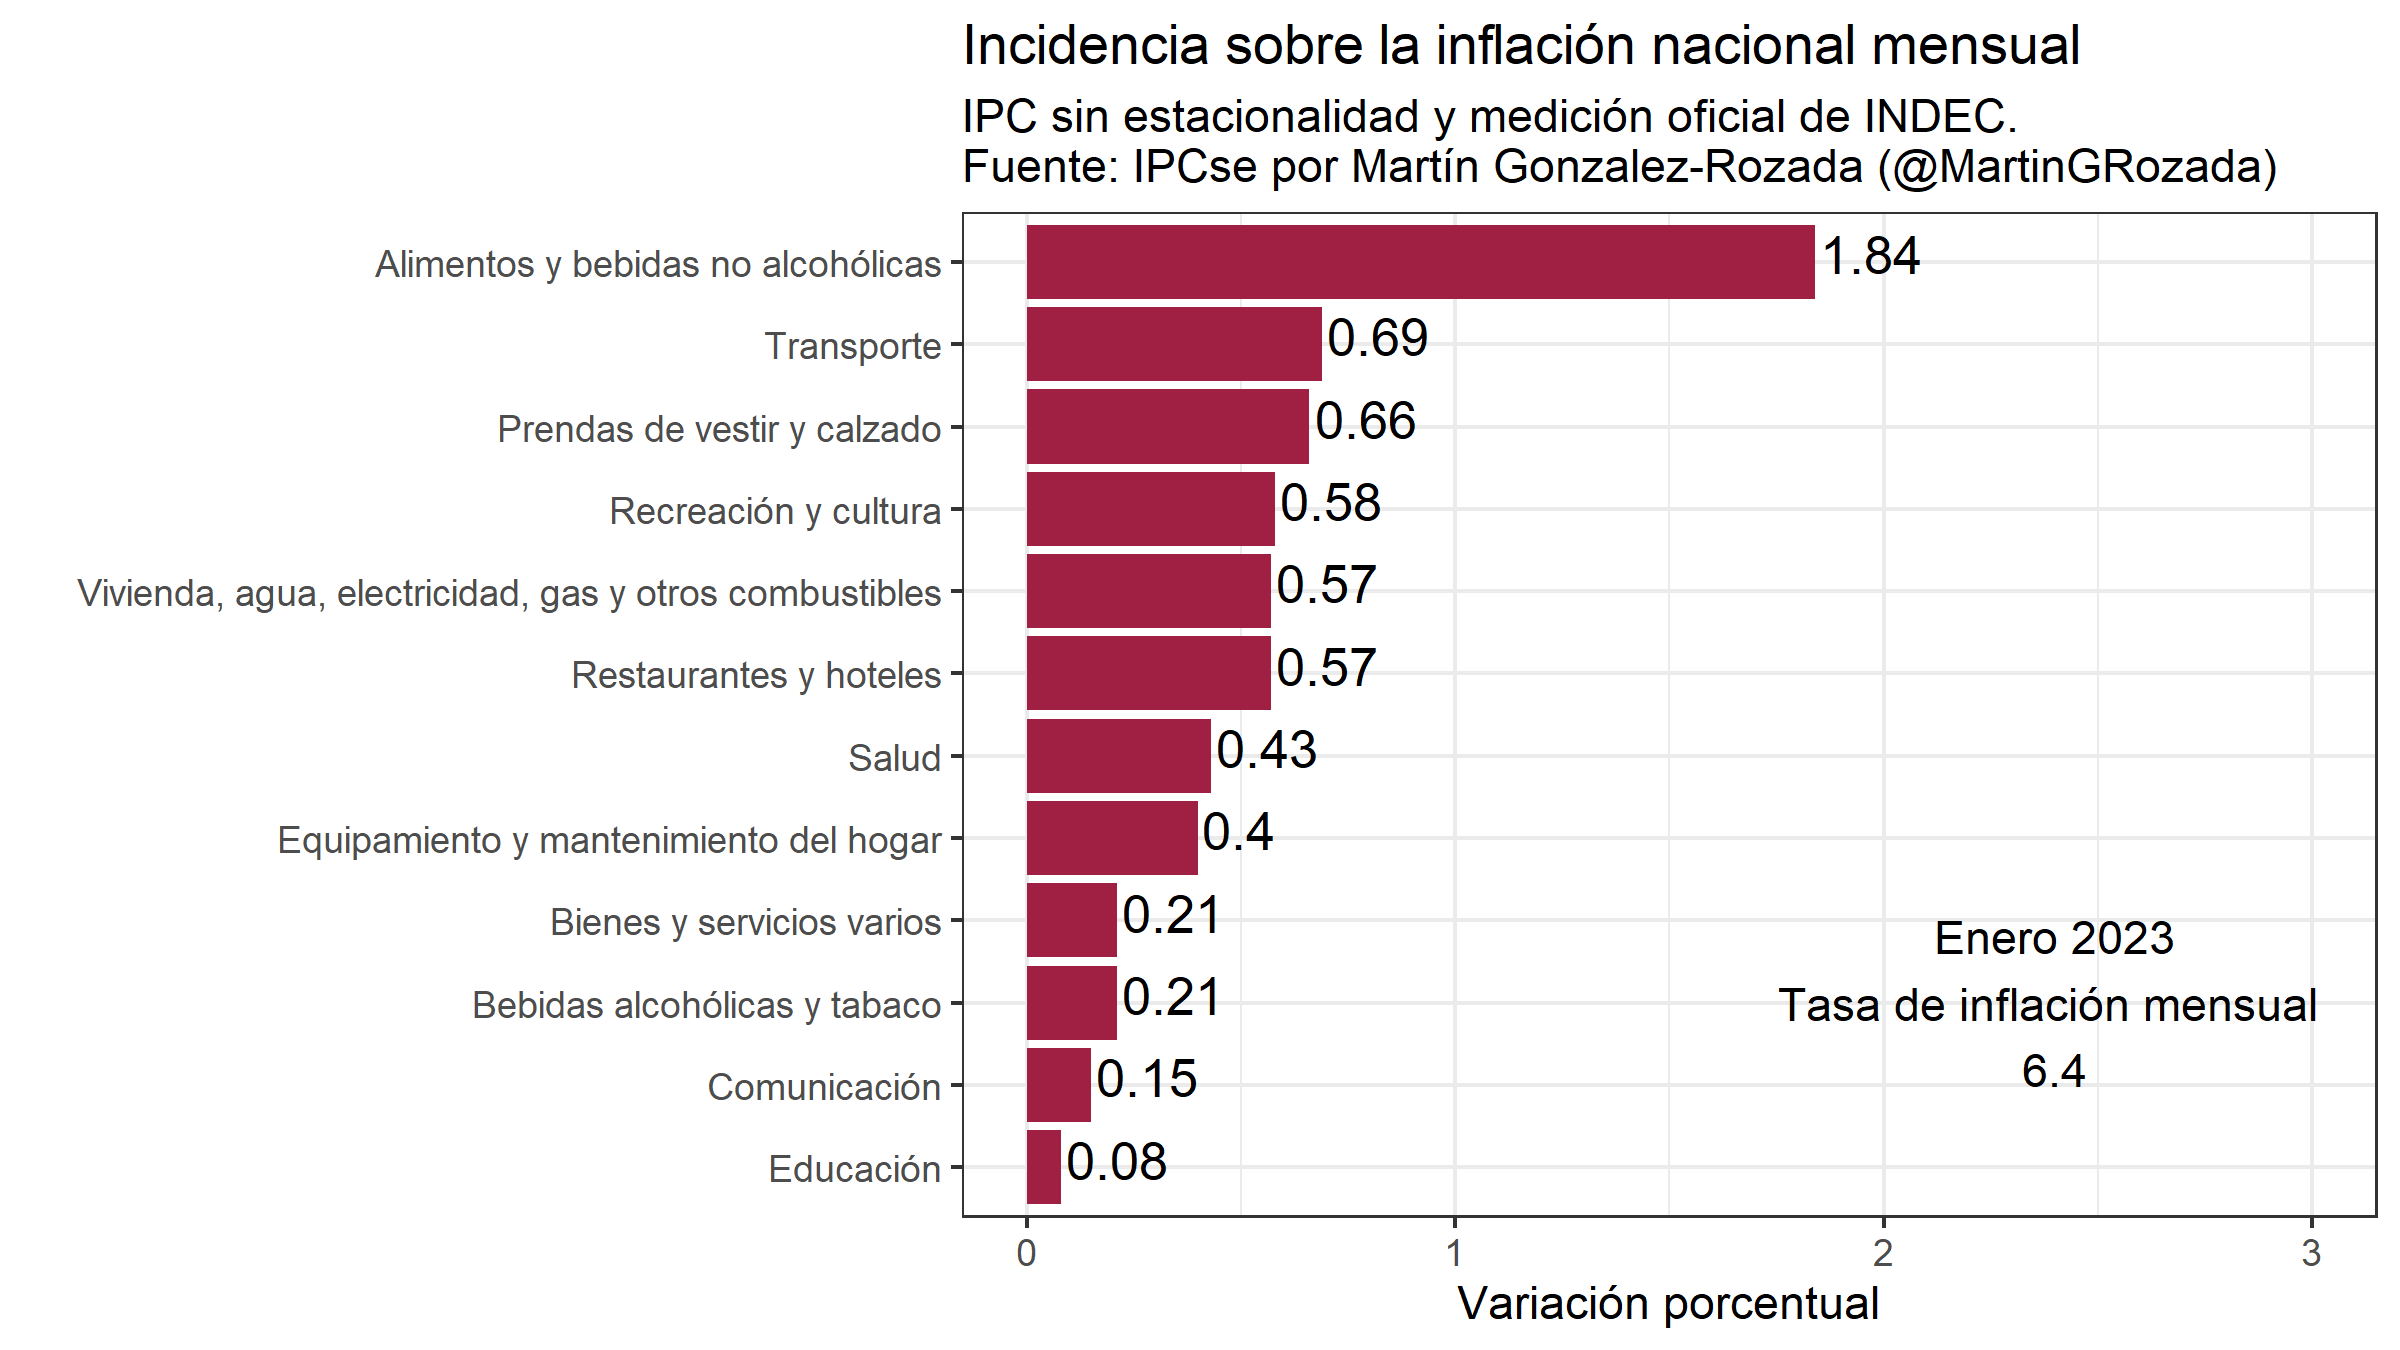 Incidencia sobre la inflación nacional mensual
IPC sin estacionalidad y medición oficial de INDEC.
Fuente: IPCse por Martín Gonzalez-Rozada (@MartinGRozada)
Alimentos y bebidas no alcohólicas 1.84
Transporte 0.69
Prendas de vestir y calzado 0.66
Recreación y cultura 0.58
Vivienda, agua, electricidad, gas y otros combustibles 0.57
Restaurantes y hoteles 0.57
Salud 0.43
Equipamiento y mantenimiento del hogar 0.4
Bienes y servicios varios 0.21
Bebidas alcohólicas y tabaco 0.21
Comunicación 0.15
Educación 0.08
Enero 2023
Tasa de inflación mensual
6.4
0 1 2 3
Variación porcentual